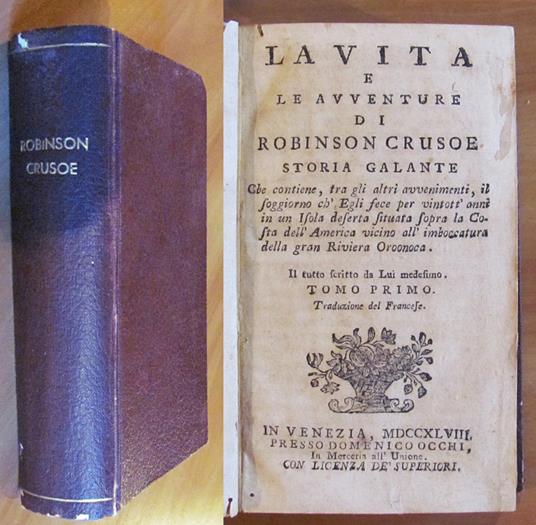 ROBINSON
CRUSOE
LA VITA
E
LE AVVENTURE
DI
ROBINSON CRUSOE
STORIA GALANTE
Che contiene, tra gli altri avvenimenti, il
ſoggiorno ch' Egli fece per vintott' anni
in un Iſola deſerta ſituata ſopra la Co-
ſta dell' America vicino all' imboccatura
della gran Riviera Oroonoca.
Il tutto ſcritto da Lui medeſimo.
TOMO PRIMO.
Traduzione del Franceſe.
IN VENEZIA, MDCCXLVIII.
PRESSO DOMENICO OCCHI,
In Merceria all' Unione.
CON LICENZA DE' SUPERIORI.